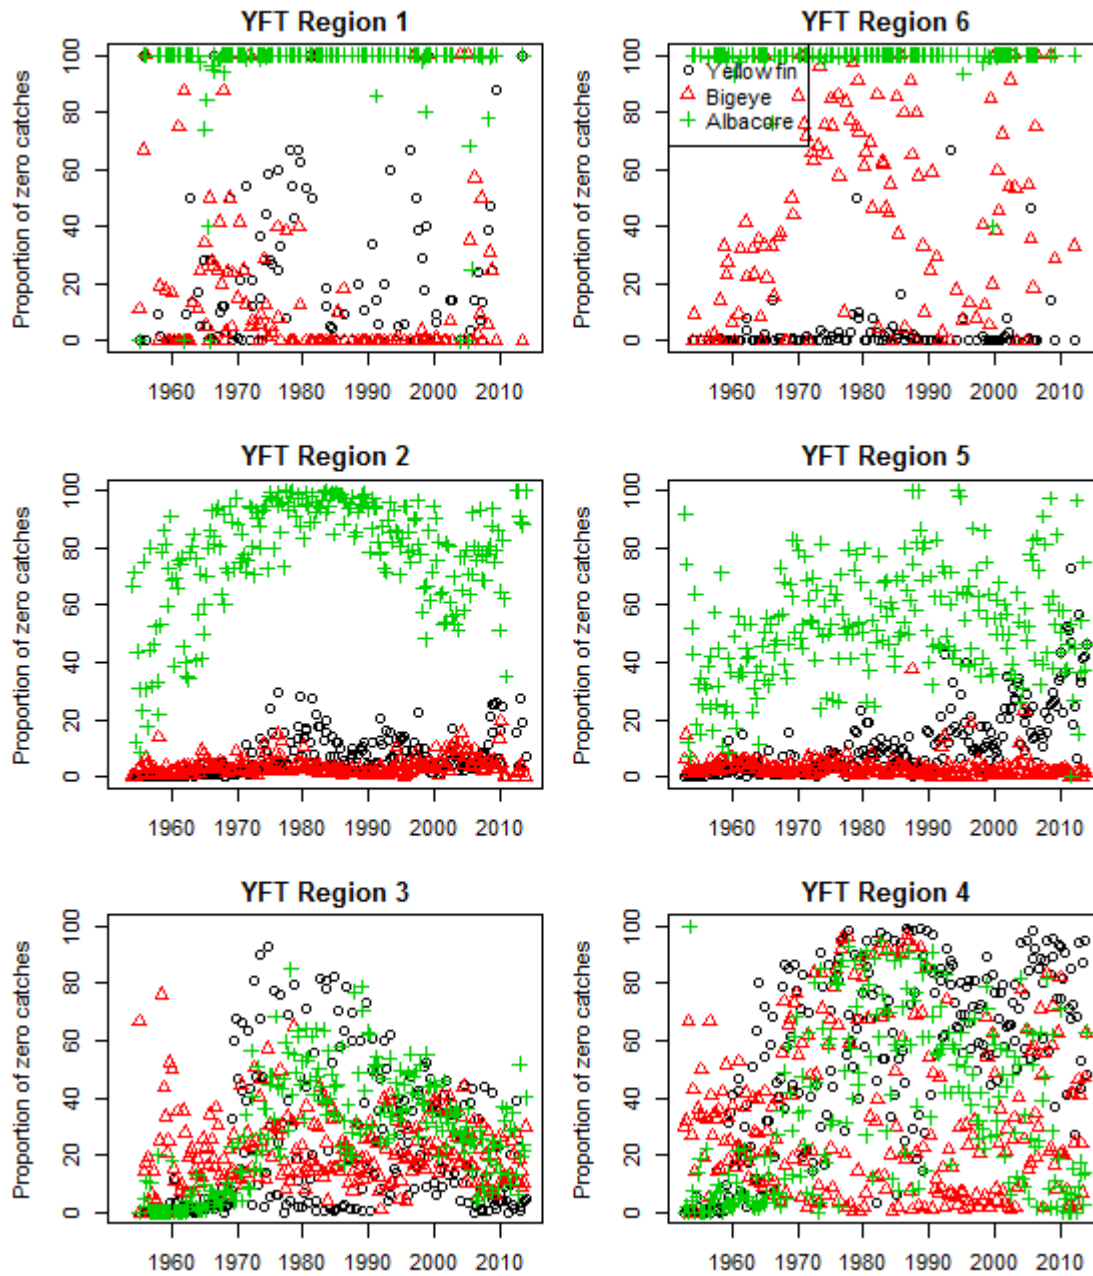 YFT Region 1
Proportion of zero catches
0 20 40 60 80 100
1960 1970 1980 1990 2000 2010
YFT Region 6
Proportion of zero catches
0 20 40 60 80 100
Yellowfin
Bigeye
Albacore
1960 1970 1980 1990 2000 2010
YFT Region 2
Proportion of zero catches
0 20 40 60 80 100
1960 1970 1980 1990 2000 2010
YFT Region 5
Proportion of zero catches
0 20 40 60 80 100
1960 1970 1980 1990 2000 2010
YFT Region 3
Proportion of zero catches
0 20 40 60 80 100
1960 1970 1980 1990 2000 2010
YFT Region 4
Proportion of zero catches
0 20 40 60 80 100
1960 1970 1980 1990 2000 2010